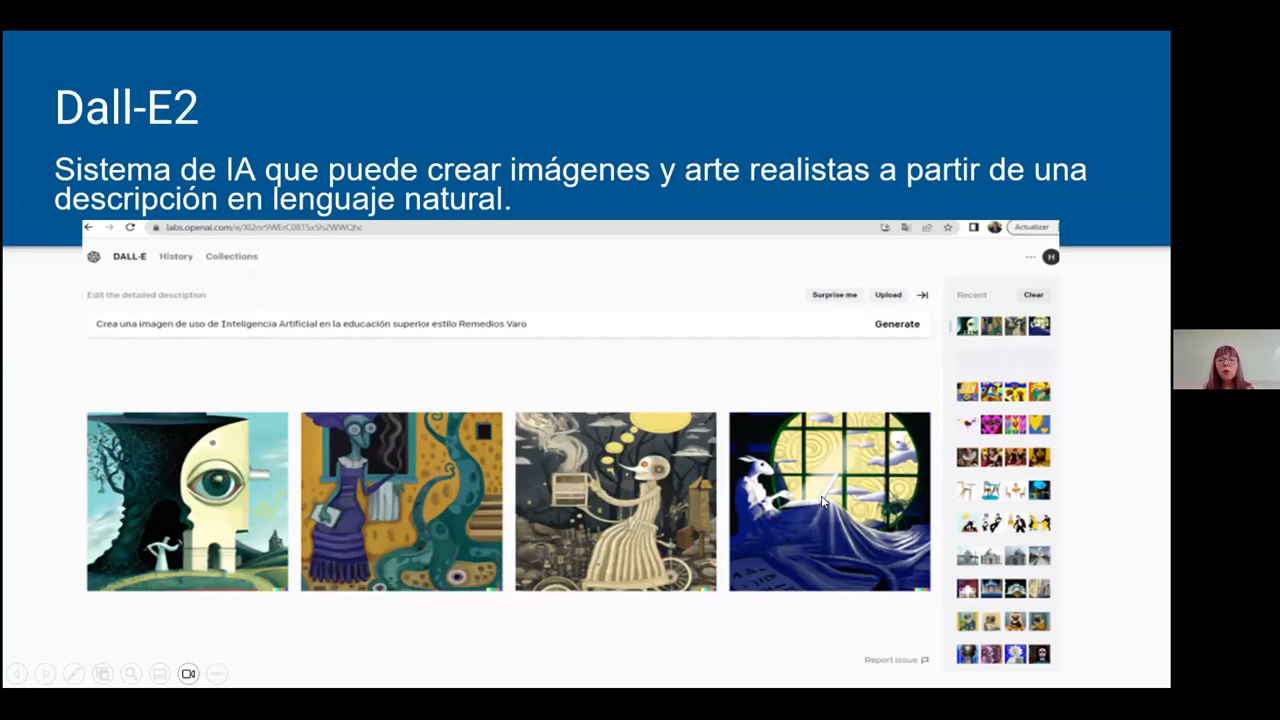 Dall-E2
Sistema de IA que puede crear imágenes y arte realistas a partir de una
descripción en lenguaje natural.
Actualizar
DALL·E History Collections
H
Edit the detailed description
Surprise me Upload
Recent Clear
Crea una imagen de uso de Inteligencia Artificial en la educación superior estilo Remedios Varo
Generate
Report issue